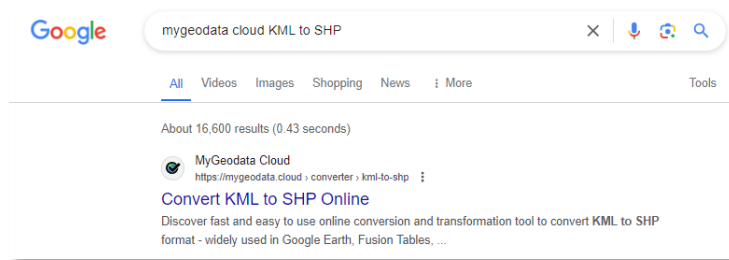 Google
mygeodata cloud KML to SHP
All Videos Images Shopping News More Tools
About 16,600 results (0.43 seconds)
MyGeodata Cloud
https://mygeodata.cloud › converter › kml-to-shp
Convert KML to SHP Online
Discover fast and easy to use online conversion and transformation tool to convert KML to SHP
format - widely used in Google Earth, Fusion Tables, ...